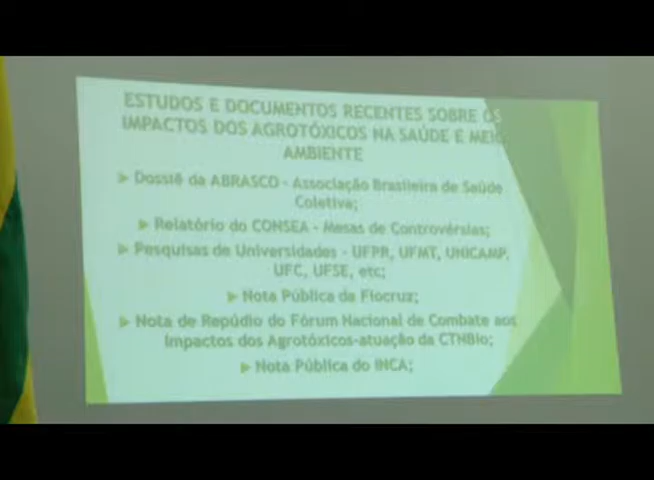 ESTUDOS E DOCUMENTOS RECENTES SOBRE OS
IMPACTOS DOS AGROTÓXICOS NA SAÚDE E MEIO
AMBIENTE
Dossiê da ABRASCO - Associação Brasileira de Saúde
Coletiva;
Relatório do CONSEA - Mesas de Controvérsias;
Pesquisas de Universidades - UFPR, UFMT, UNICAMP,
UFC, UFSE, etc;
Nota Pública da Fiocruz;
Nota de Repúdio do Fórum Nacional de Combate aos
Impactos dos Agrotóxicos-atuação da CTNBio;
Nota Pública do INCA;